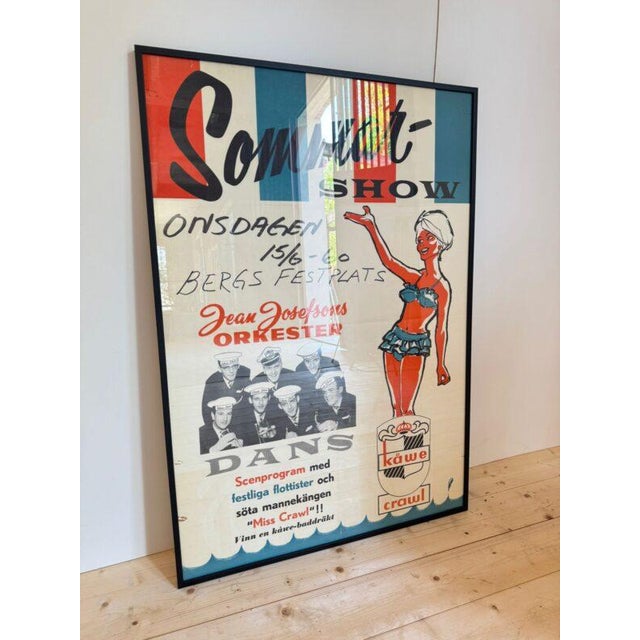 Sommar-
SHOW
ONSDAGEN
15/6-60
BERGS FESTPLATS
Jean Josefsons
ORKESTER
DANS
Scenprogram med
festliga flottister och
söta mannekängen
"Miss Crawl"!!
Vinn en kåwe-baddräkt
kåwe
crawl